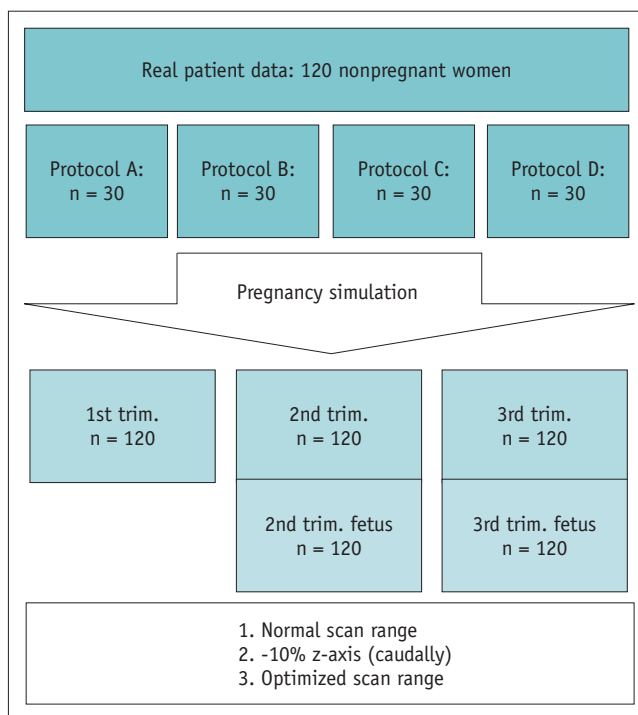 Real patient data: 120 nonpregnant women
Protocol A:
n = 30
Protocol B:
n = 30
Protocol C:
n = 30
Protocol D:
n = 30
Pregnancy simulation
1st trim.
n = 120
2nd trim.
n = 120
3rd trim.
n = 120
2nd trim. fetus
n = 120
3rd trim. fetus
n = 120
1. Normal scan range
2. -10% z-axis (caudally)
3. Optimized scan range